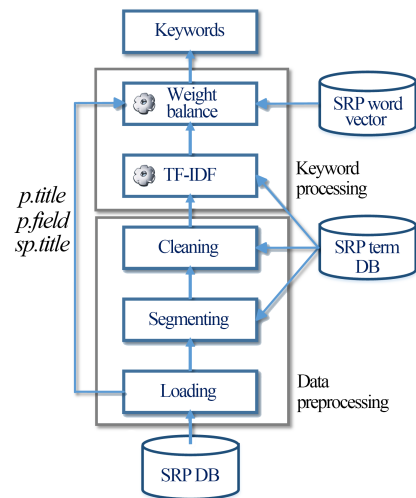 Keywords
Weight
balance
SRP word
vector
TF-IDF
Keyword
processing
p.title
p.field
sp.title
Cleaning
SRP term
DB
Segmenting
Loading
Data
preprocessing
SRP DB